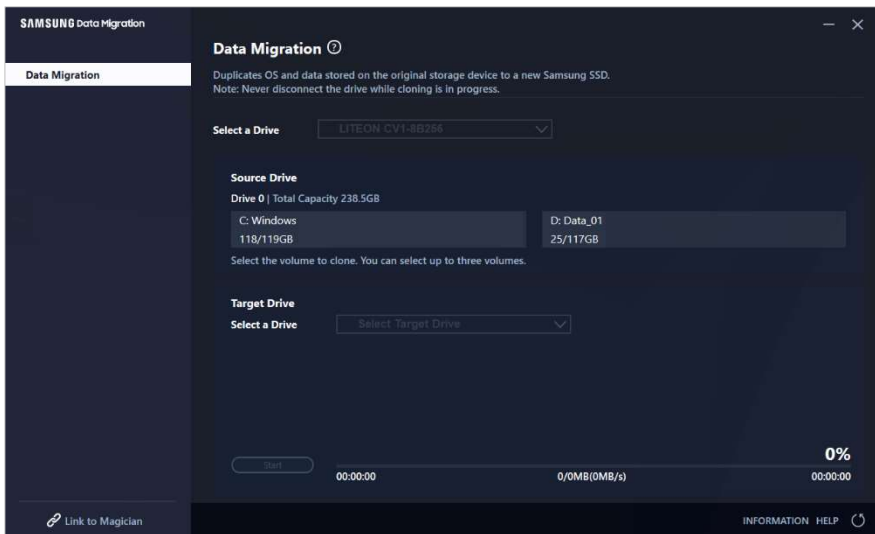 SAMSUNG Data Migration
Data Migration
Data Migration ?
Duplicates OS and data stored on the original storage device to a new Samsung SSD.
Note: Never disconnect the drive while cloning is in progress.
Select a Drive
LITEON CV1-8B256
Source Drive
Drive 0 | Total Capacity 238.5GB
C: Windows
118/119GB
D: Data_01
25/117GB
Select the volume to clone. You can select up to three volumes.
Target Drive
Select a Drive
Select Target Drive
0%
Start
00:00:00
0/0MB(0MB/s)
00:00:00
Link to Magician
INFORMATION HELP